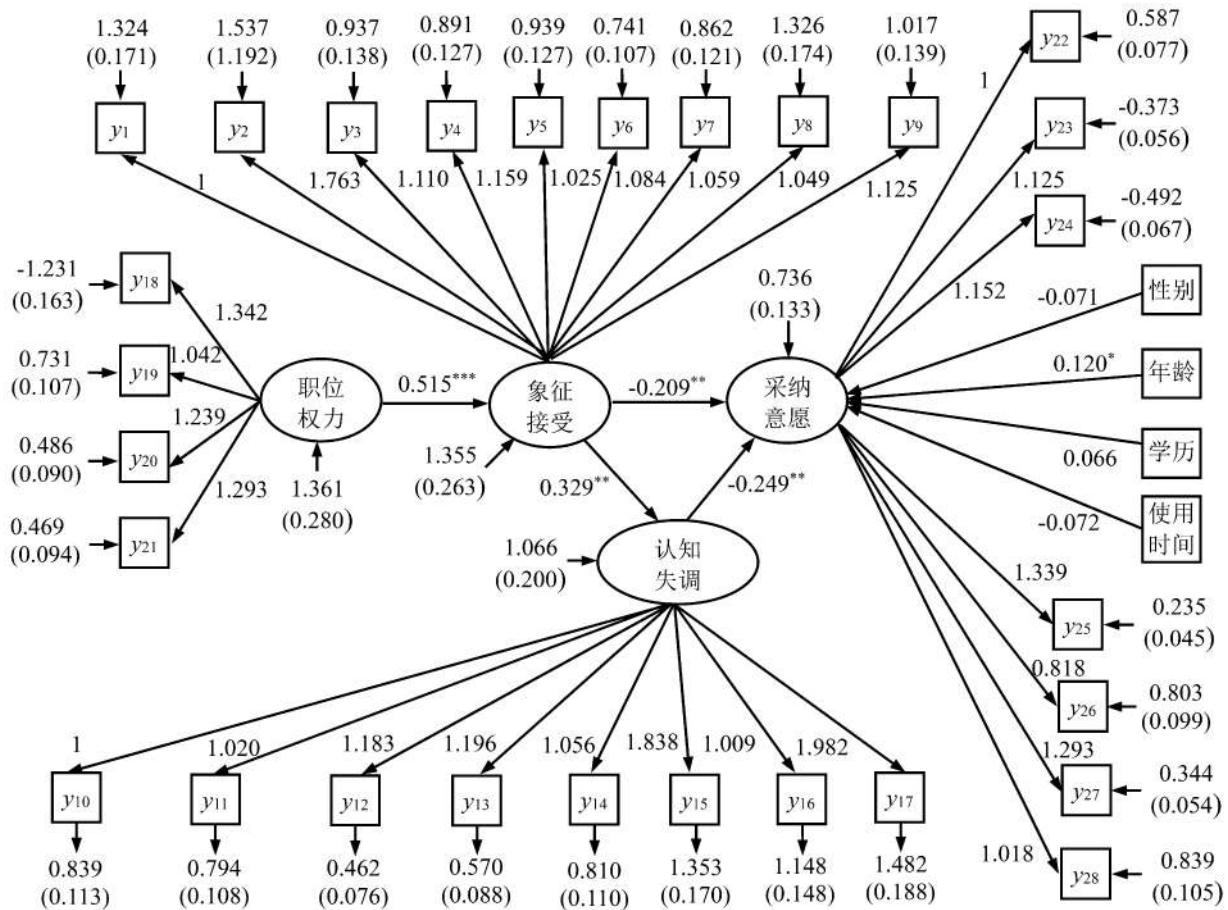 1.324 1.537 0.937 0.891 0.939 0.741 0.862 1.326 1.017 0.587
(0.171) (1.192) (0.138) (0.127) (0.127) (0.107) (0.121) (0.174) (0.139) (0.077)
y1 y2 y3 y4 y5 y6 y7 y8 y9 y22
1
y23 -0.373
(0.056)
1 1.763 1.110 1.159 1.025 1.084 1.059 1.049 1.125 1.125
y24 -0.492
(0.067)
-1.231 y18
(0.163)
1.342
0.736
(0.133)
1.152
-0.071 性别
0.731 y19 1.042
(0.107)
职位
权力
0.515***
象征
接受
-0.209**
采纳
意愿
0.120* 年龄
1.239
0.486 y20
(0.090)
1.361
(0.280)
1.355
(0.263)
0.329**
-0.249**
0.066 学历
1.293
0.469 y21
(0.094)
1.066
(0.200)
认知
失调
-0.072 使用
时间
1.339
y25 0.235
(0.045)
0.818
y26 0.803
(0.099)
1 1.020 1.183 1.196 1.056 1.838 1.009 1.982 1.293
y10 y11 y12 y13 y14 y15 y16 y17 y27 0.344
(0.054)
0.839 0.794 0.462 0.570 0.810 1.353 1.148 1.482
(0.113) (0.108) (0.076) (0.088) (0.110) (0.170) (0.148) (0.188)
1.018 y28 0.839
(0.105)